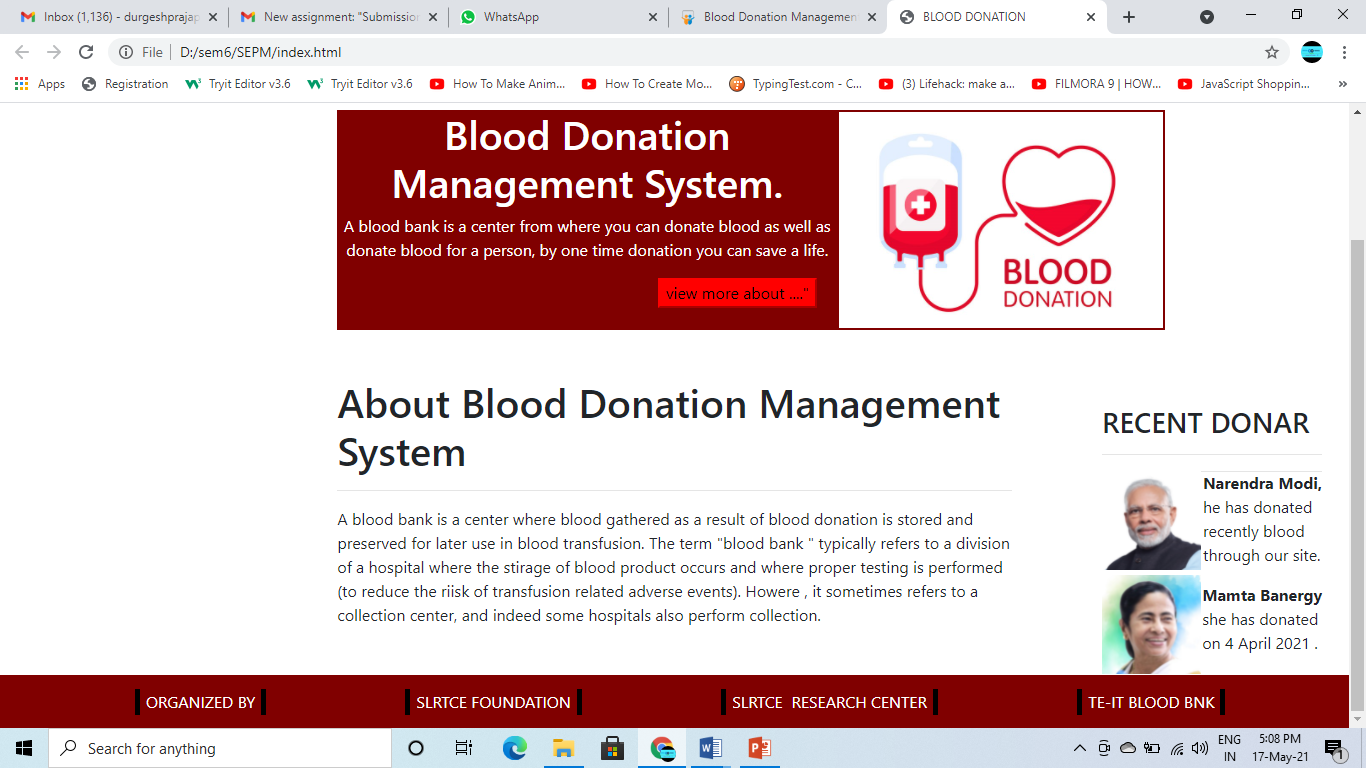 Inbox (1,136) - durgeshprajap
New assignment: "Submission
WhatsApp
Blood Donation Management
BLOOD DONATION
File
D:/sem6/SEPM/index.html
Apps
Registration
Tryit Editor v3.6
Tryit Editor v3.6
How To Make Anim...
How To Create Mo...
TypingTest.com - C...
(3) Lifehack: make a...
FILMORA 9 | HOW...
JavaScript Shoppin...
»
Blood Donation
Management System.
A blood bank is a center from where you can donate blood as well as
donate blood for a person, by one time donation you can save a life.
view more about ...."
BLOOD
DONATION
About Blood Donation Management
System
A blood bank is a center where blood gathered as a result of blood donation is stored and
preserved for later use in blood transfusion. The term "blood bank " typically refers to a division
of a hospital where the stirage of blood product occurs and where proper testing is performed
(to reduce the riisk of transfusion related adverse events). Howere , it sometimes refers to a
collection center, and indeed some hospitals also perform collection.
RECENT DONAR
Narendra Modi,
he has donated
recently blood
through our site.
Mamta Banergy
she has donated
on 4 April 2021 .
ORGANIZED BY
SLRTCE FOUNDATION
SLRTCE  RESEARCH CENTER
TE-IT BLOOD BNK
Search for anything
ENG
IN
5:08 PM
17-May-21
1